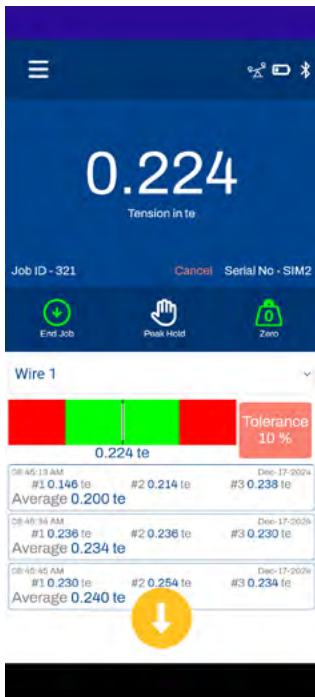 0.224
Tension in te
Job ID - 321 Cancel Serial No - SIM2
End Job Peak Hold Zero
Wire 1
Tolerance
10 %
0.224 te
08:45:13 AM Dec-17-2024
#1 0.146 te #2 0.214 te #3 0.238 te
Average 0.200 te
08:45:34 AM Dec-17-2024
#1 0.236 te #2 0.236 te #3 0.230 te
Average 0.234 te
08:45:45 AM Dec-17-2024
#1 0.230 te #2 0.254 te #3 0.234 te
Average 0.240 te